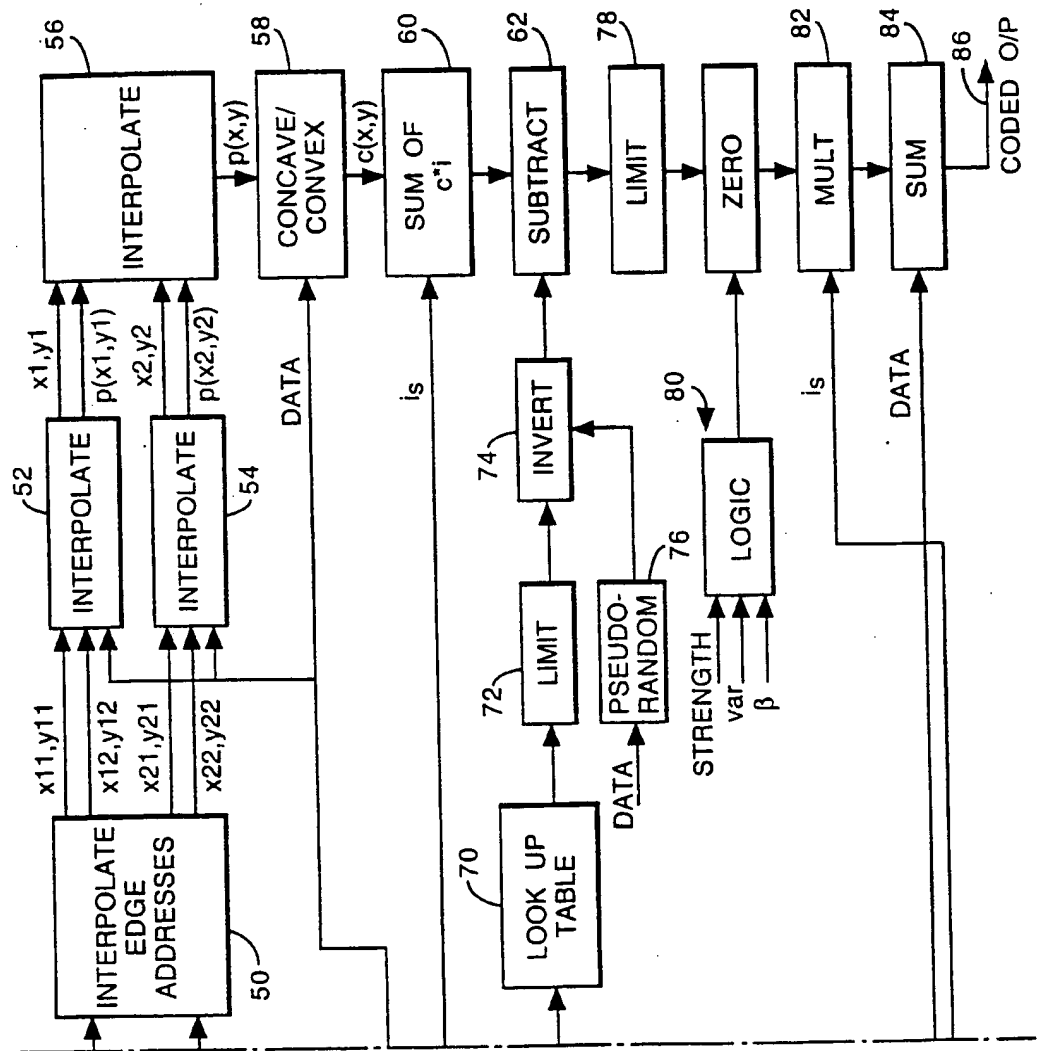 INTERPOLATE
EDGE
ADDRESSES
50
x11,y11
x12,y12
x21,y21
x22,y22
52
INTERPOLATE
INTERPOLATE
54
x1,y1
p(x1,y1)
x2,y2
p(x2,y2)
56
INTERPOLATE
p(x,y)
DATA
58
CONCAVE/
CONVEX
c(x,y)
is
60
SUM OF
c*i
70
LOOK UP
TABLE
72
LIMIT
74
INVERT
62
SUBTRACT
DATA
PSEUDO-
RANDOM
76
78
LIMIT
STRENGTH
var
β
LOGIC
80
ZERO
is
82
MULT
DATA
84
SUM
86
CODED O/P